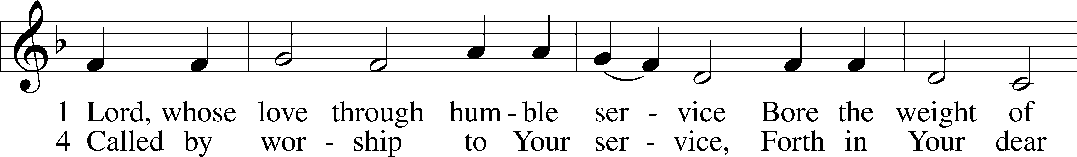 1 Lord, whose love through hum - ble ser - vice Bore the weight of
4 Called by wor - ship to Your ser - vice, Forth in Your dear